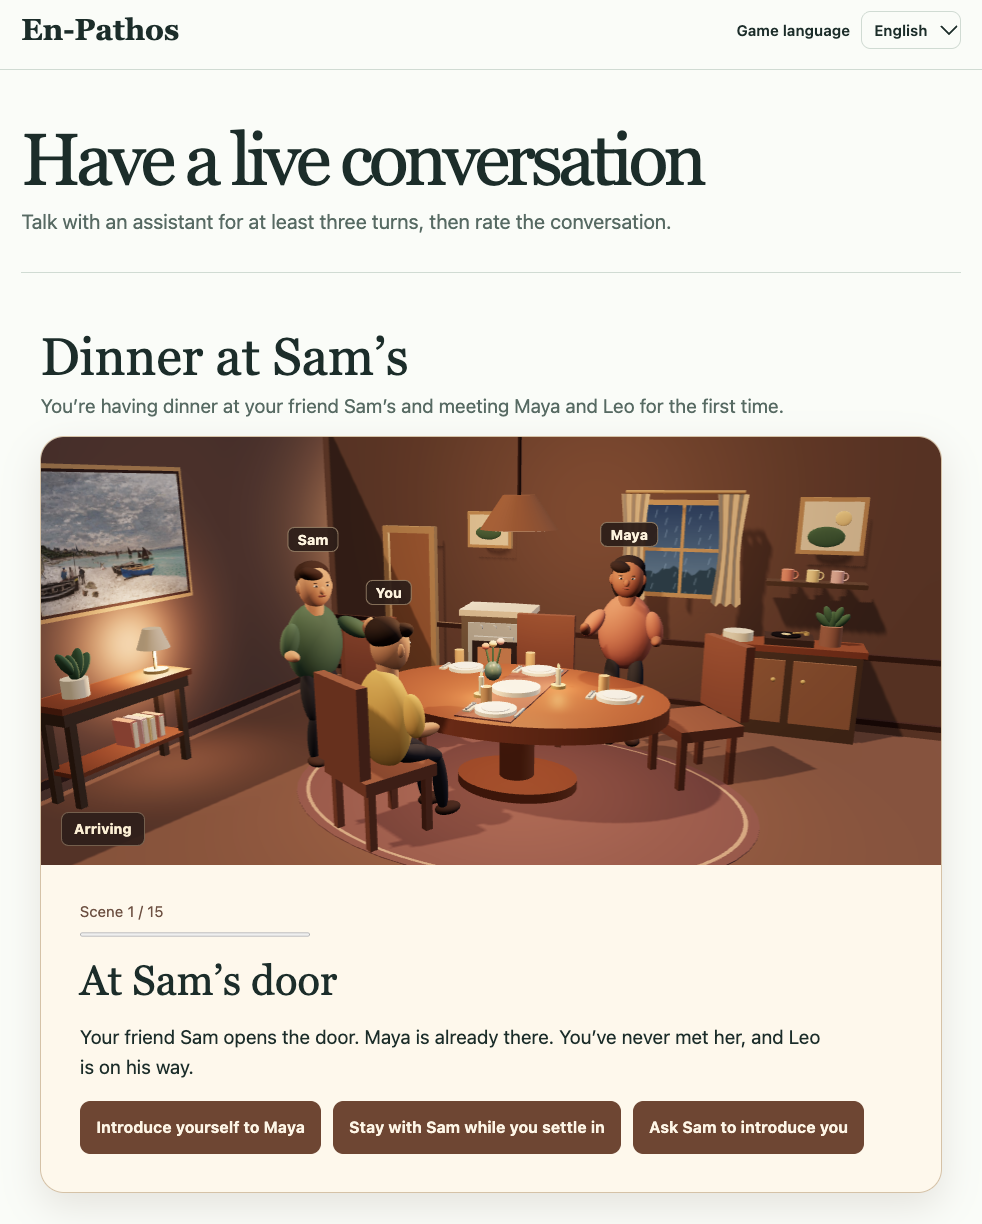 En-Pathos
Game language
English
Have a live conversation
Talk with an assistant for at least three turns, then rate the conversation.
Dinner at Sam’s
You’re having dinner at your friend Sam’s and meeting Maya and Leo for the first time.
Sam
You
Maya
Arriving
Scene 1 / 15
At Sam’s door
Your friend Sam opens the door. Maya is already there. You’ve never met her, and Leo
is on his way.
Introduce yourself to Maya
Stay with Sam while you settle in
Ask Sam to introduce you